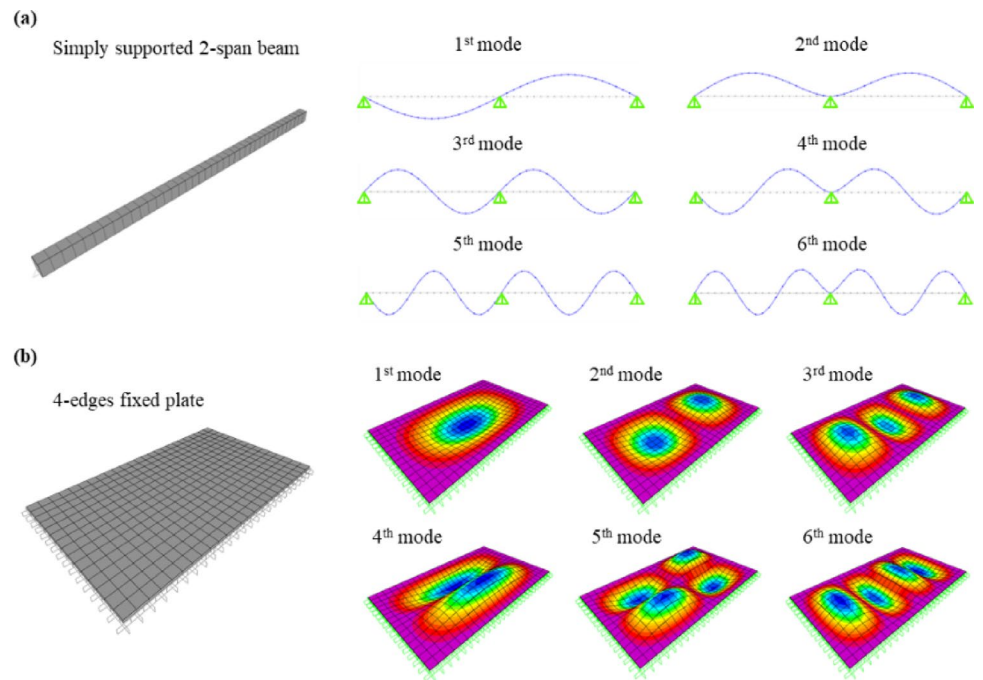 (a)
Simply supported 2-span beam
1st mode
2nd mode
3rd mode
4th mode
5th mode
6th mode
(b)
4-edges fixed plate
1st mode
2nd mode
3rd mode
4th mode
5th mode
6th mode